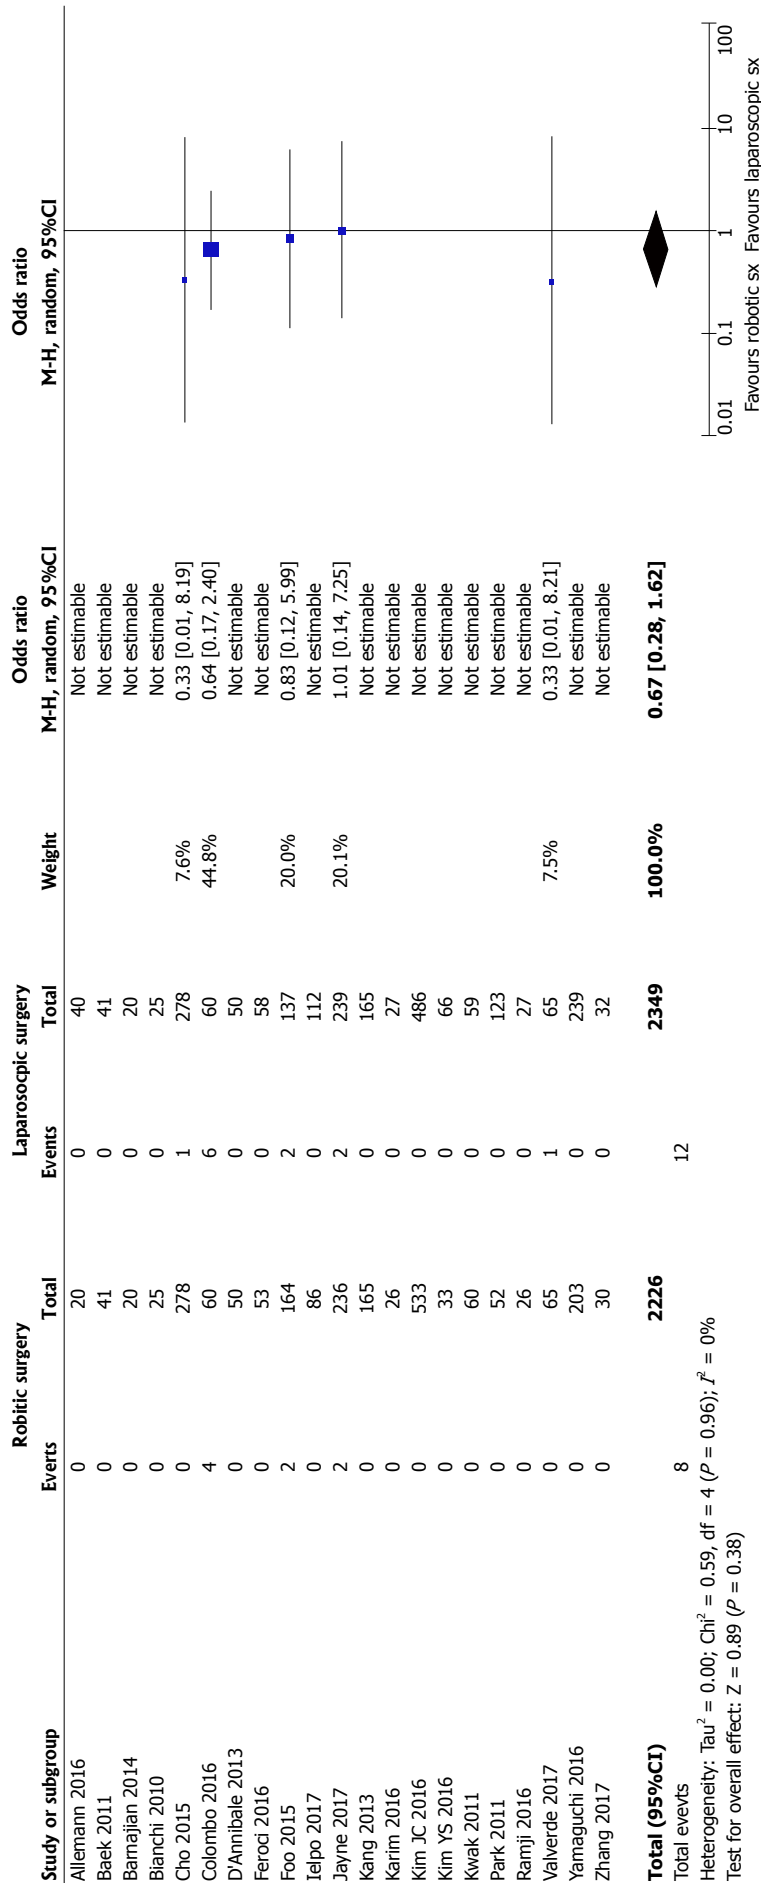 Robitic surgery Laparosocpic surgery Odds ratio Odds ratio
Study or subgroup Everts Total Events Total Weight M-H, random, 95%CI M-H, random, 95%CI
Allemann 2016 0 20 0 40 Not estimable
Baek 2011 0 41 0 41 Not estimable
Barnajian 2014 0 20 0 20 Not estimable
Bianchi 2010 0 25 0 25 Not estimable
Cho 2015 0 278 1 278 7.6% 0.33 [0.01, 8.19]
Colombo 2016 4 60 6 60 44.8% 0.64 [0.17, 2.40]
D'Annibale 2013 0 50 0 50 Not estimable
Feroci 2016 0 53 0 58 Not estimable
Foo 2015 2 164 2 137 20.0% 0.83 [0.12, 5.99]
Ielpo 2017 0 86 0 112 Not estimable
Jayne 2017 2 236 2 239 20.1% 1.01 [0.14, 7.25]
Kang 2013 0 165 0 165 Not estimable
Karim 2016 0 26 0 27 Not estimable
Kim JC 2016 0 533 0 486 Not estimable
Kim YS 2016 0 33 0 66 Not estimable
Kwak 2011 0 60 0 59 Not estimable
Park 2011 0 52 0 123 Not estimable
Ramji 2016 0 26 0 27 Not estimable
Valverde 2017 0 65 1 65 7.5% 0.33 [0.01, 8.21]
Yamaguchi 2016 0 203 0 239 Not estimable
Zhang 2017 0 30 0 32 Not estimable
Total (95%CI) 2226 2349 100.0% 0.67 [0.28, 1.62]
Total evevts 8 12
Heterogeneity: Tau² = 0.00; Chi² = 0.59, df = 4 (P = 0.96); I² = 0%
Test for overall effect: Z = 0.89 (P = 0.38)
0.01 0.1 1 10 100
Favours robotic sx Favours laparoscopic sx